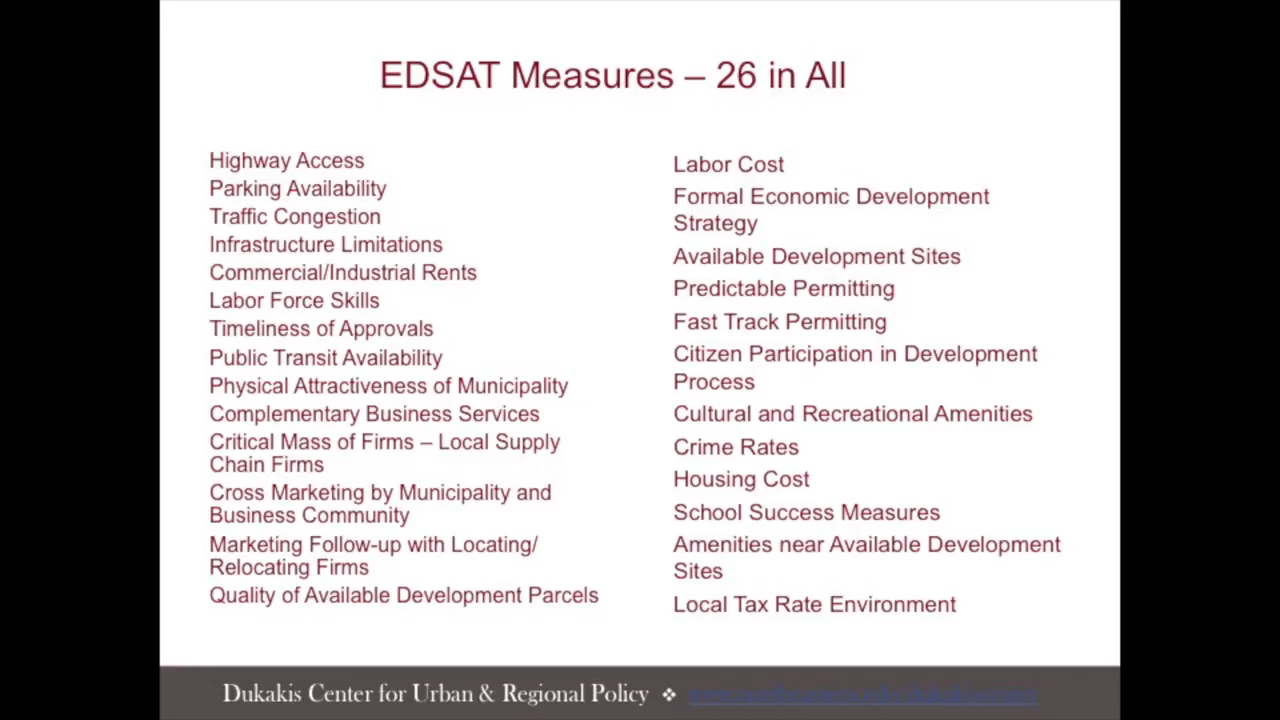 EDSAT Measures – 26 in All
Highway Access
Parking Availability
Traffic Congestion
Infrastructure Limitations
Commercial/Industrial Rents
Labor Force Skills
Timeliness of Approvals
Public Transit Availability
Physical Attractiveness of Municipality
Complementary Business Services
Critical Mass of Firms – Local Supply
Chain Firms
Cross Marketing by Municipality and
Business Community
Marketing Follow-up with Locating/
Relocating Firms
Quality of Available Development Parcels
Labor Cost
Formal Economic Development
Strategy
Available Development Sites
Predictable Permitting
Fast Track Permitting
Citizen Participation in Development
Process
Cultural and Recreational Amenities
Crime Rates
Housing Cost
School Success Measures
Amenities near Available Development
Sites
Local Tax Rate Environment
Dukakis Center for Urban & Regional Policy ❖